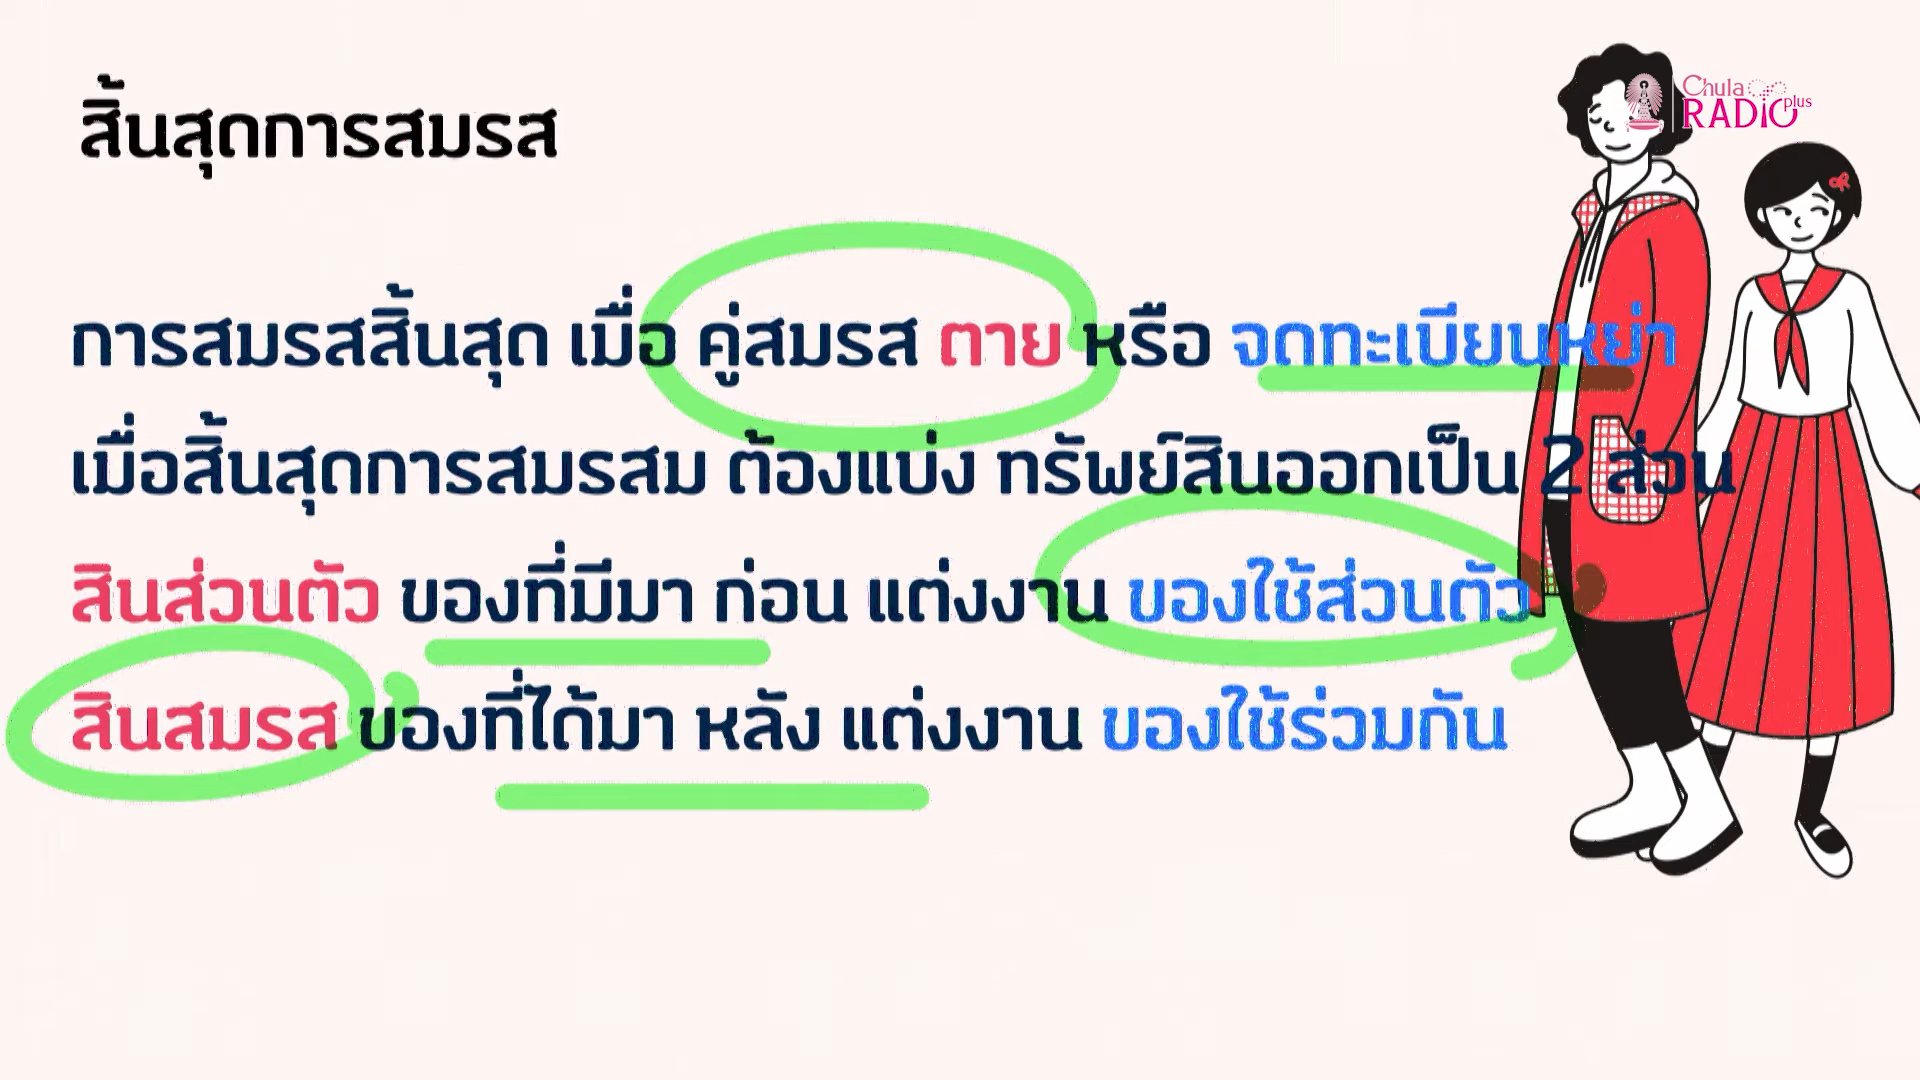 Chula
RADIO plus
สิ้นสุดการสมรส
การสมรสสิ้นสุด เมื่อ คู่สมรส ตาย หรือ จดทะเบียนหย่า
เมื่อสิ้นสุดการสมรสม ต้องแบ่ง ทรัพย์สินออกเป็น 2 ส่วน
สินส่วนตัว ของที่มีมา ก่อน แต่งงาน ของใช้ส่วนตัว
สินสมรส ของที่ได้มา หลัง แต่งงาน ของใช้ร่วมกัน